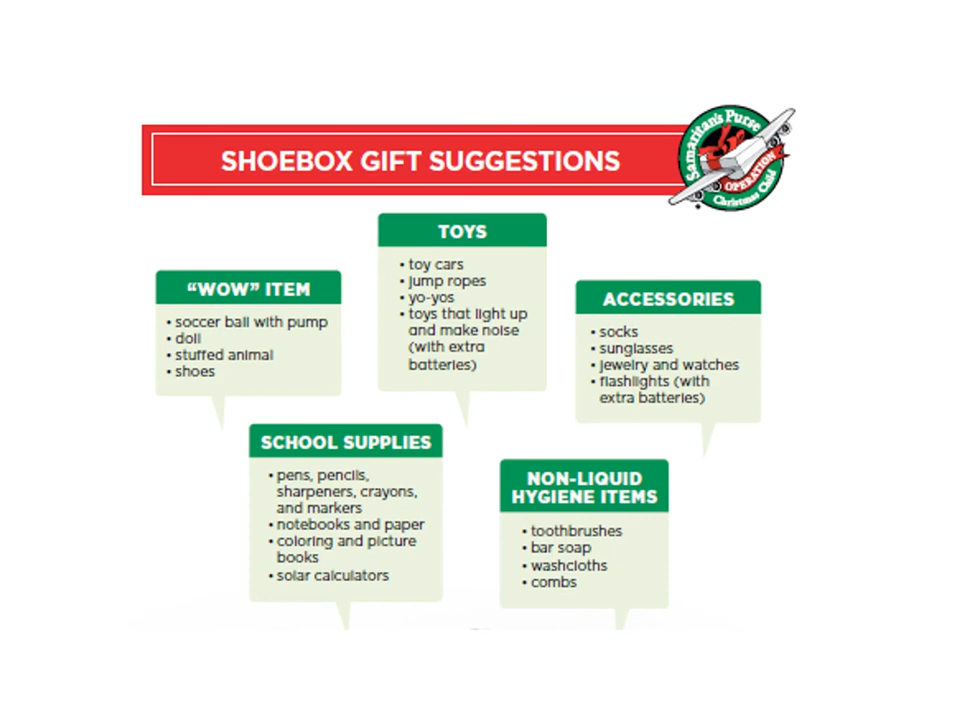 SHOEBOX GIFT SUGGESTIONS
Samaritan's Purse
OPERATION
Christmas Child
"WOW" ITEM
• soccer ball with pump
• doll
• stuffed animal
• shoes
TOYS
• toy cars
• jump ropes
• yo-yos
• toys that light up
and make noise
(with extra
batteries)
ACCESSORIES
• socks
• sunglasses
• jewelry and watches
• flashlights (with
extra batteries)
SCHOOL SUPPLIES
• pens, pencils,
sharpeners, crayons,
and markers
• notebooks and paper
• coloring and picture
books
• solar calculators
NON-LIQUID
HYGIENE ITEMS
• toothbrushes
• bar soap
• washcloths
• combs